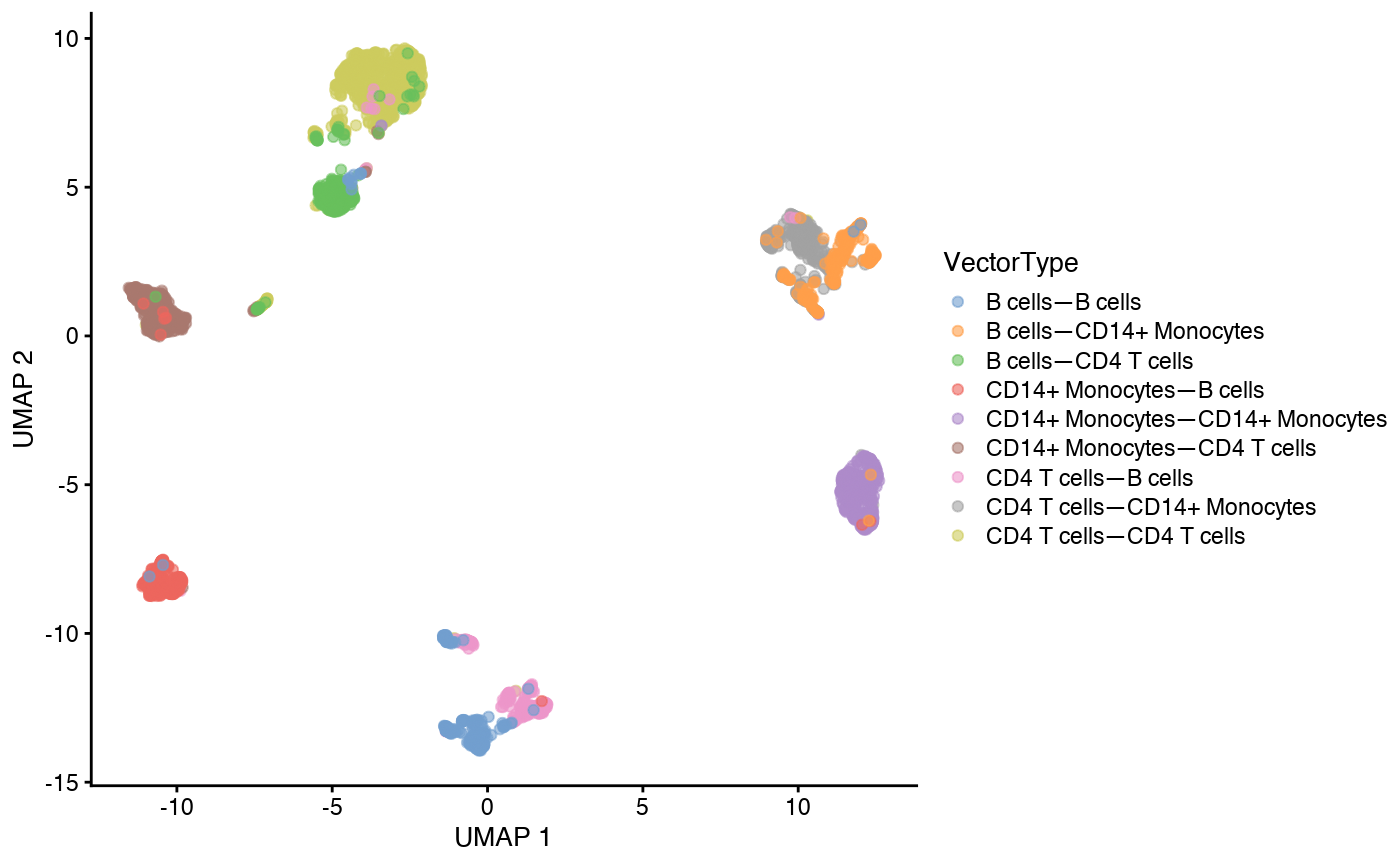 10
5
0
-5
-10
-15
-10
-5
0
5
10
UMAP 1
UMAP 2
VectorType
B cells—B cells
B cells—CD14+ Monocytes
B cells—CD4 T cells
CD14+ Monocytes—B cells
CD14+ Monocytes—CD14+ Monocytes
CD14+ Monocytes—CD4 T cells
CD4 T cells—B cells
CD4 T cells—CD14+ Monocytes
CD4 T cells—CD4 T cells